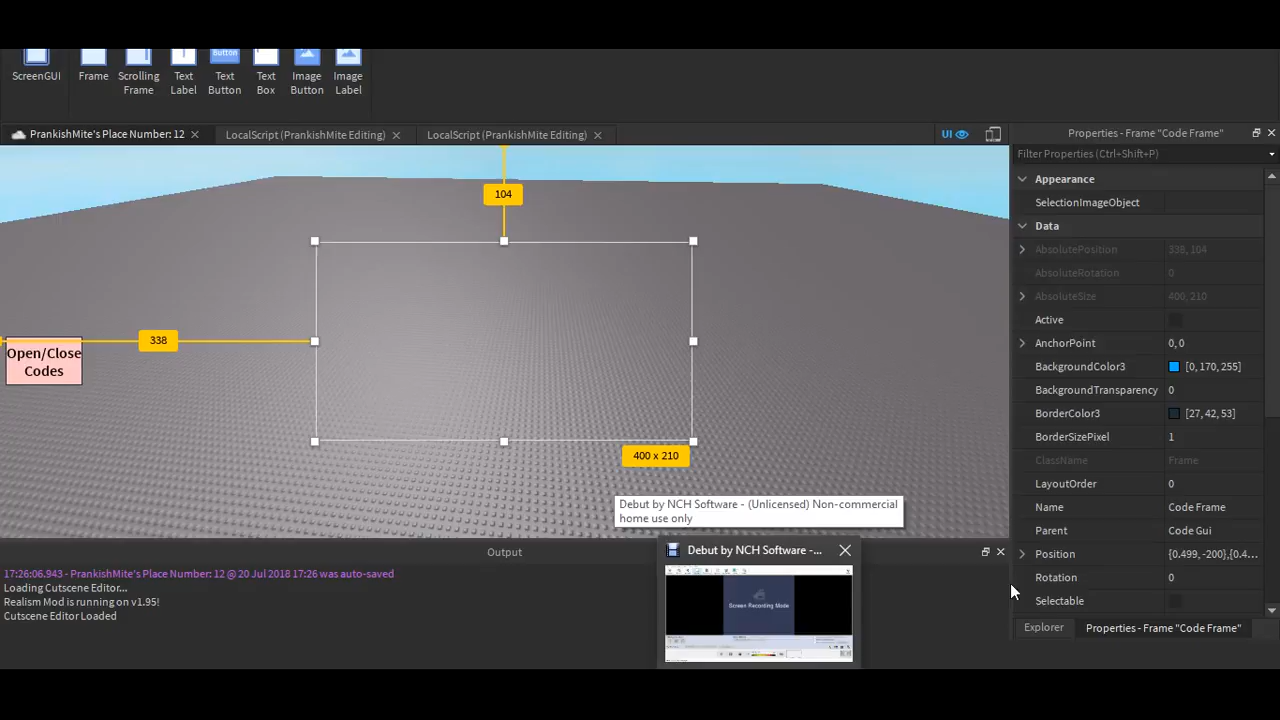 Button
ScreenGUI
Frame
Scrolling
Frame
Text
Label
Text
Button
Text
Box
Image
Button
Image
Label
PrankishMite's Place Number: 12
LocalScript (PrankishMite Editing)
LocalScript (PrankishMite Editing)
UI
Properties - Frame "Code Frame"
Filter Properties (Ctrl+Shift+P)
Appearance
SelectionImageObject
Data
AbsolutePosition 338, 104
AbsoluteRotation 0
AbsoluteSize 400, 210
Active
AnchorPoint 0, 0
BackgroundColor3 [0, 170, 255]
BackgroundTransparency 0
BorderColor3 [27, 42, 53]
BorderSizePixel 1
ClassName Frame
LayoutOrder 0
Name Code Frame
Parent Code Gui
Position {0.499, -200},{0.4...
Rotation 0
Selectable
Explorer
Properties - Frame "Code Frame"
104
338
Open/Close
Codes
400 x 210
Debut by NCH Software - (Unlicensed) Non-commercial
home use only
Debut by NCH Software -...
Screen Recording Mode
Output
17:26:06.943 - PrankishMite's Place Number: 12 @ 20 Jul 2018 17:26 was auto-saved
Loading Cutscene Editor...
Realism Mod is running on v1.95!
Cutscene Editor Loaded